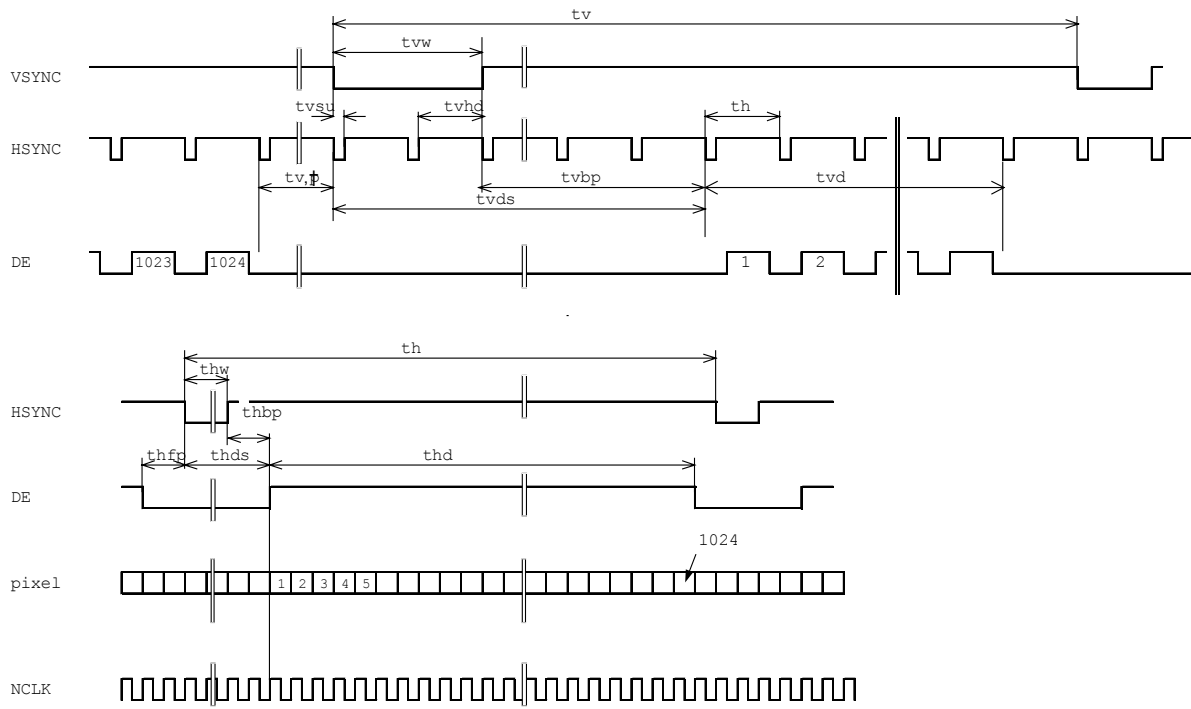 tv
tvw
VSYNC
tvsu
tvhd
th
HSYNC
tvbp
tvd
tvds
DE
1023
1024
1
2
th
thw
HSYNC
thbp
thfp
thds
thd
DE
1024
pixel
1 2 3 4 5
NCLK